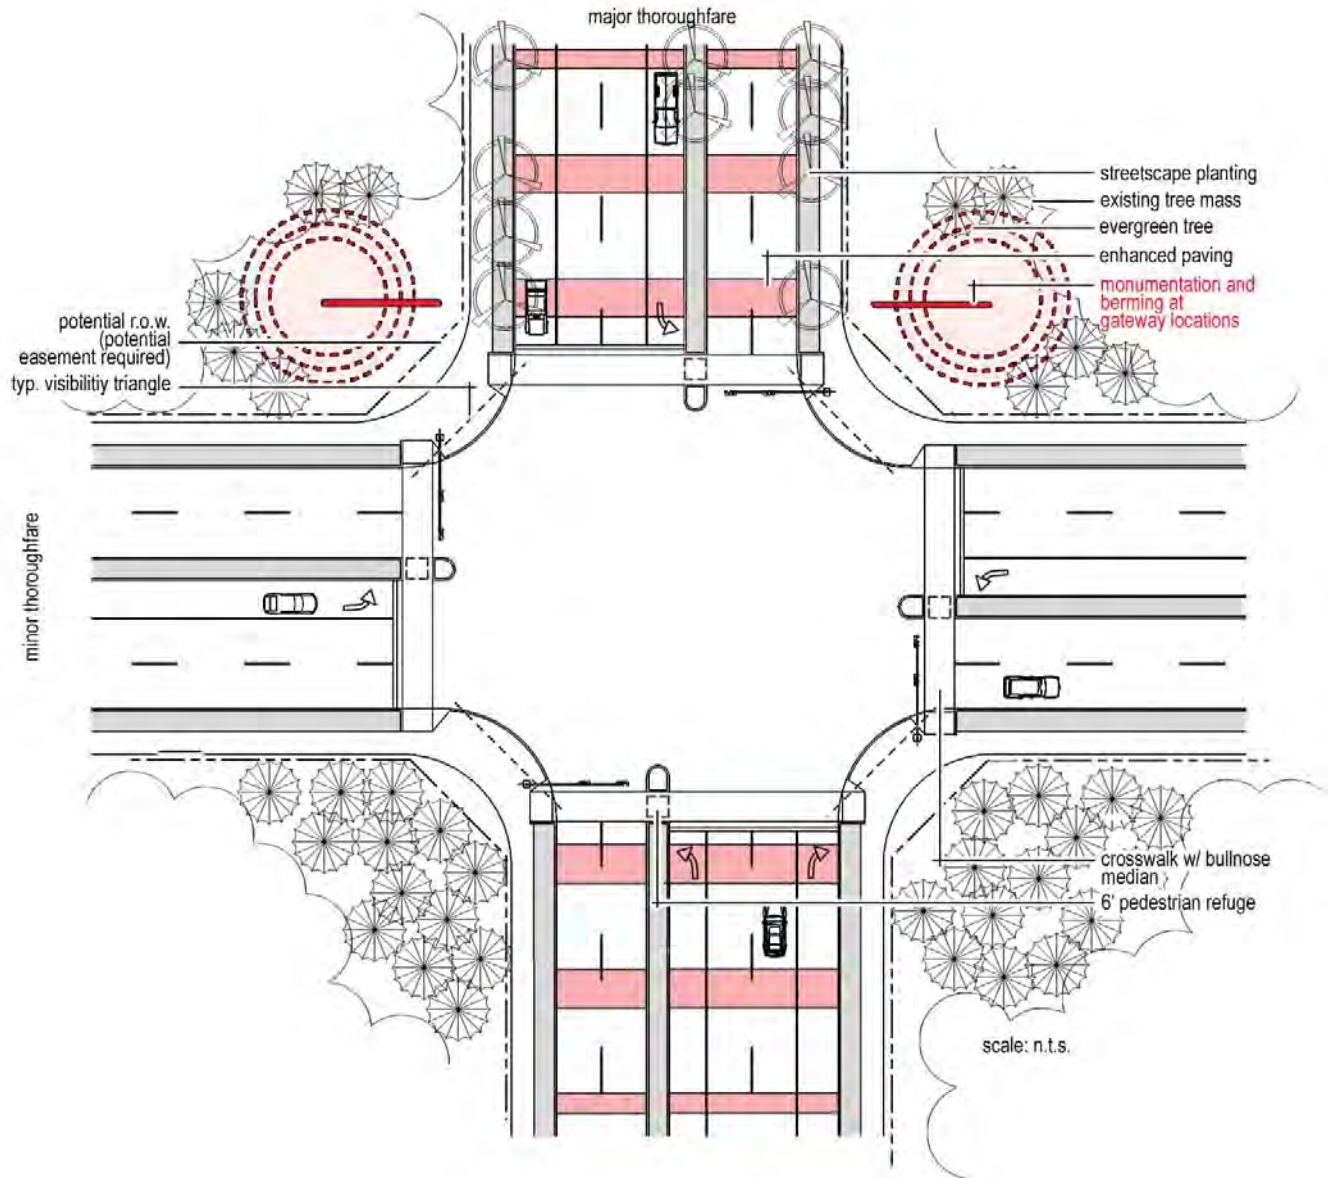 major thoroughfare
streetscape planting
existing tree mass
evergreen tree
enhanced paving
monumentation and
berming at
gateway locations
potential r.o.w.
(potential
easement required)
typ. visibilitiy triangle
minor thoroughfare
crosswalk w/ bullnose
median
6' pedestrian refuge
scale: n.t.s.